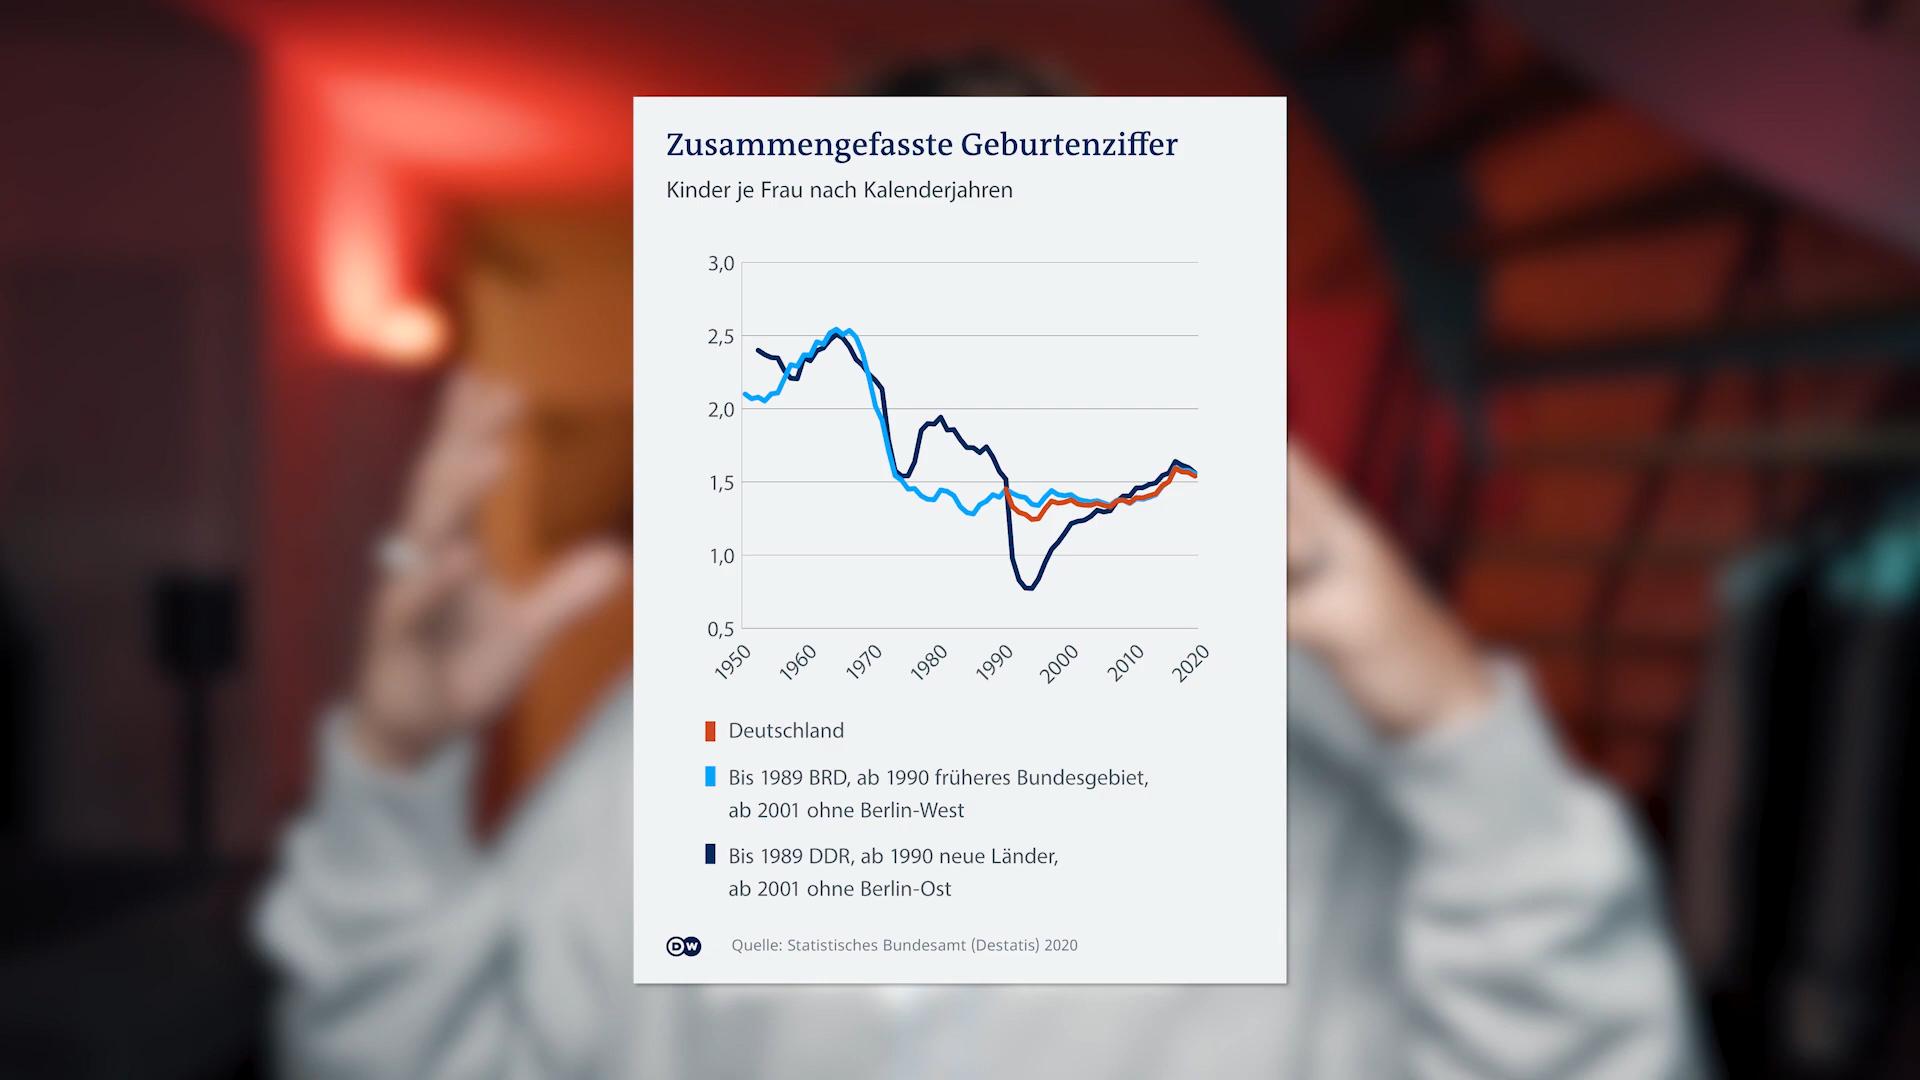 Zusammengefasste Geburtenziffer
Kinder je Frau nach Kalenderjahren
3,0
2,5
2,0
1,5
1,0
0,5
1950
1960
1970
1980
1990
2000
2010
2020
Deutschland
Bis 1989 BRD, ab 1990 früheres Bundesgebiet,
ab 2001 ohne Berlin-West
Bis 1989 DDR, ab 1990 neue Länder,
ab 2001 ohne Berlin-Ost
DW
Quelle: Statistisches Bundesamt (Destatis) 2020